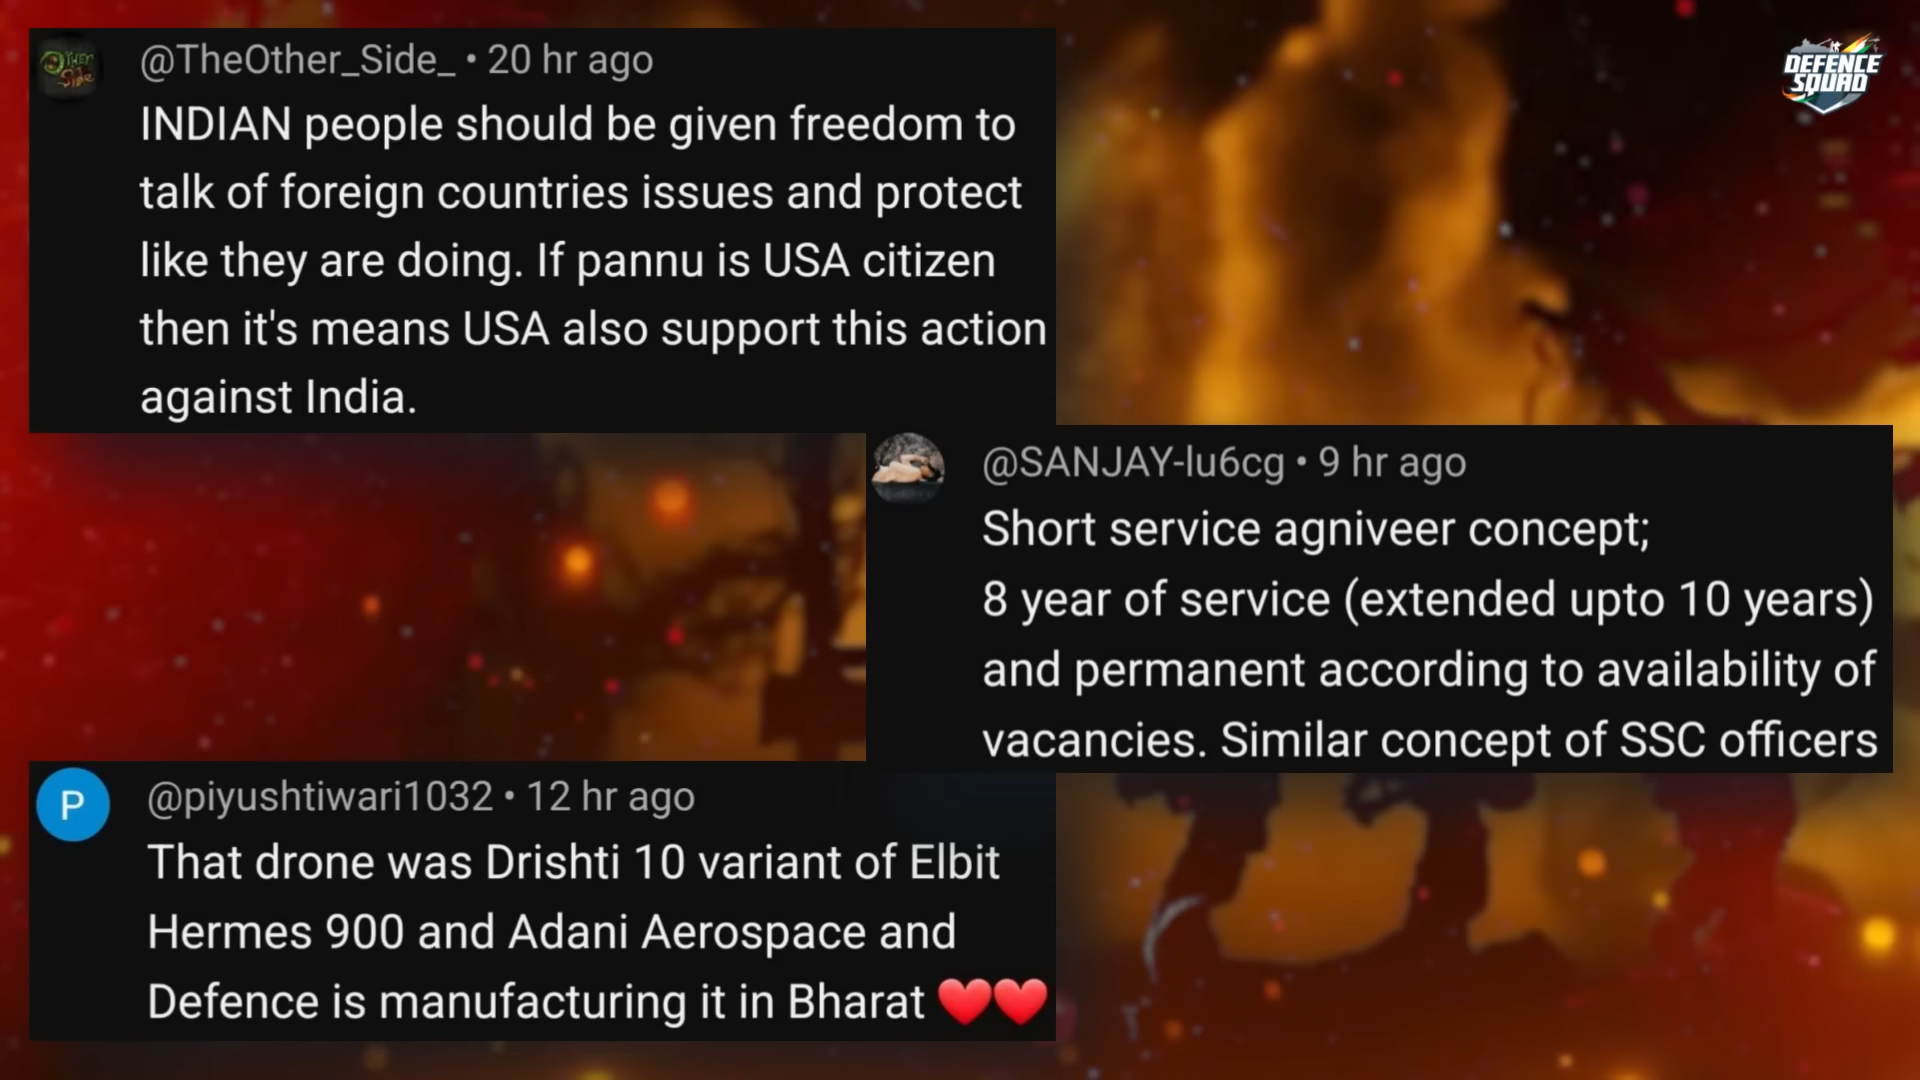 @TheOther_Side_ • 20 hr ago
INDIAN people should be given freedom to
talk of foreign countries issues and protect
like they are doing. If pannu is USA citizen
then it's means USA also support this action
against India.
DEFENCE
SQUAD
@SANJAY-lu6cg • 9 hr ago
Short service agniveer concept;
8 year of service (extended upto 10 years)
and permanent according to availability of
vacancies. Similar concept of SSC officers
P
@piyushtiwari1032 • 12 hr ago
That drone was Drishti 10 variant of Elbit
Hermes 900 and Adani Aerospace and
Defence is manufacturing it in Bharat ❤️❤️